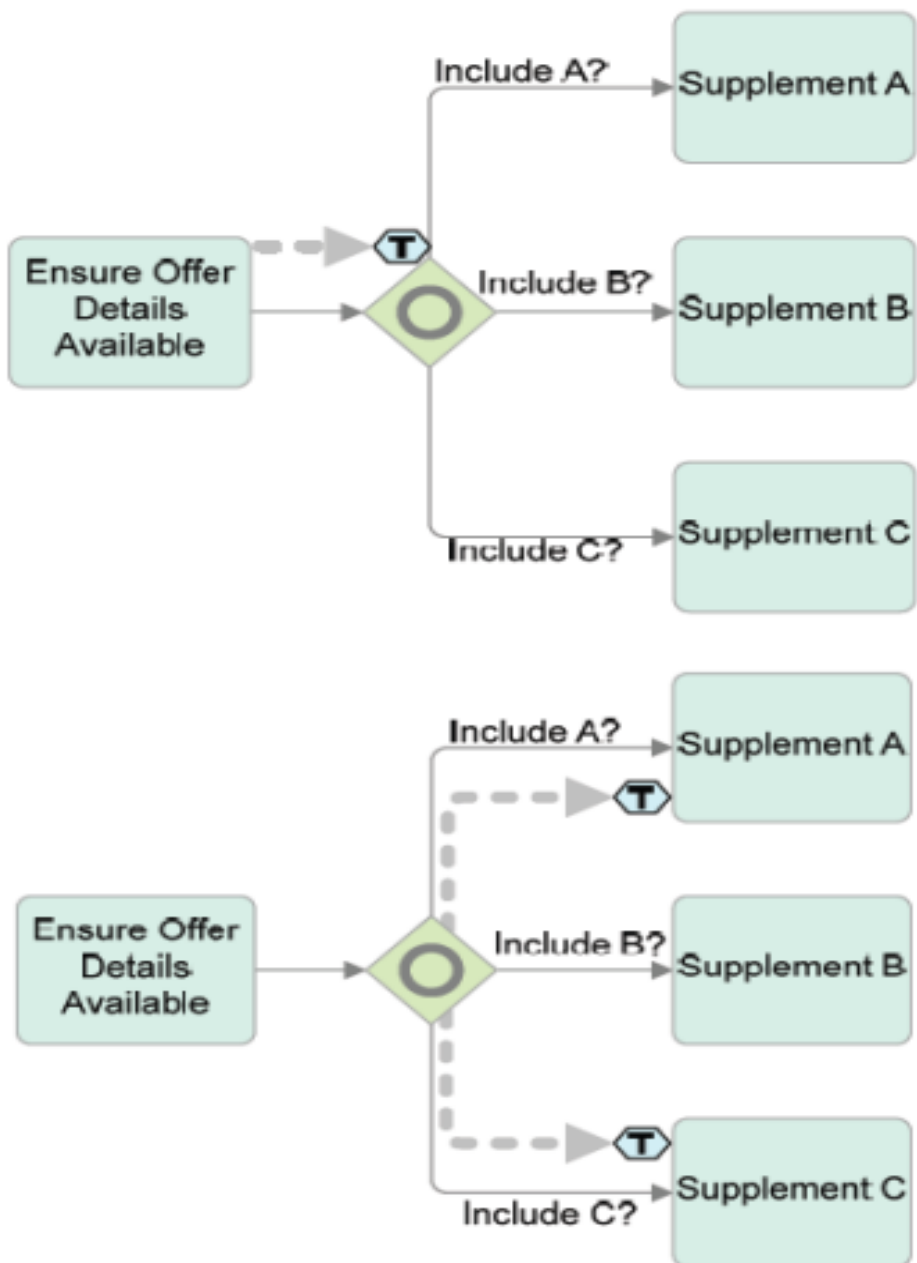 Include A?
Supplement A
T
Ensure Offer
Details
Available
Include B?
Supplement B
Supplement C
Include C?
Include A?
Supplement A
T
Ensure Offer
Details
Available
Include B?
Supplement B
T
Supplement C
Include C?